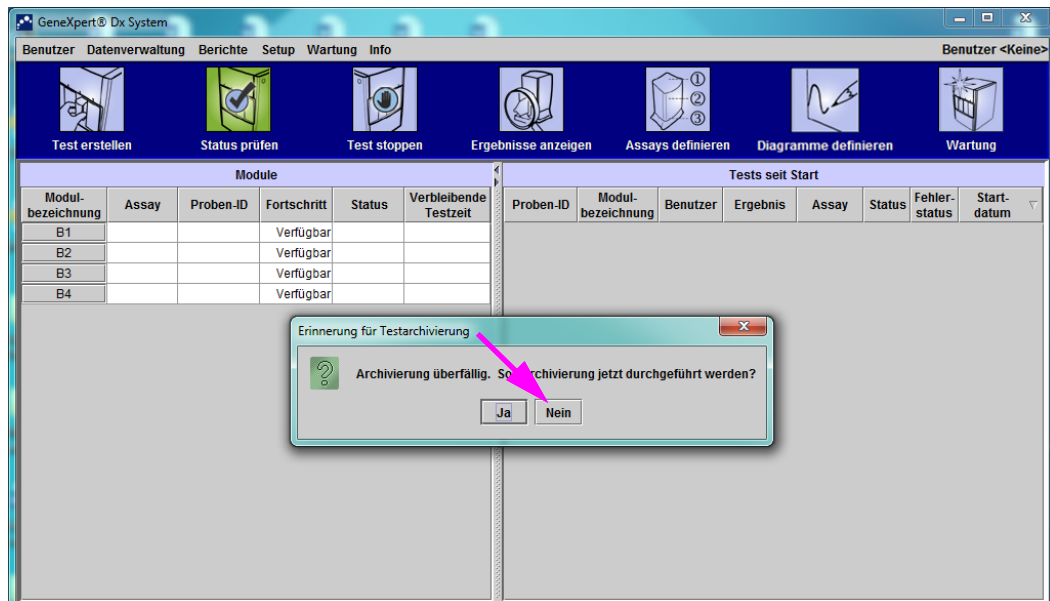 GeneXpert® Dx System
Benutzer Datenverwaltung Berichte Setup Wartung Info Benutzer <Keine>
① ② ③
Test erstellen Status prüfen Test stoppen Ergebnisse anzeigen Assays definieren Diagramme definieren Wartung
Module
Modul-bezeichnung Assay Proben-ID Fortschritt Status Verbleibende Testzeit
B1 Verfügbar
B2 Verfügbar
B3 Verfügbar
B4 Verfügbar
Tests seit Start
Proben-ID Modul-bezeichnung Benutzer Ergebnis Assay Status Fehler-status Start-datum
Erinnerung für Testarchivierung
Archivierung überfällig. jetzt durchgeführt werden?
Ja Nein